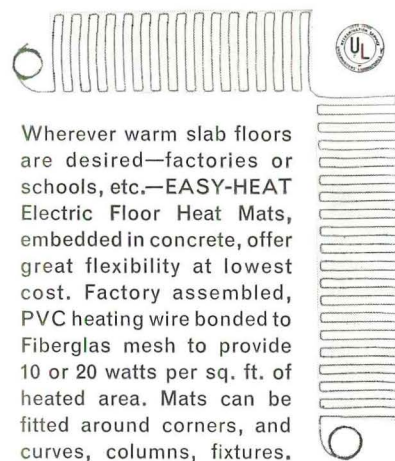 UL
Wherever warm slab floors
are desired—factories or
schools, etc.—EASY-HEAT
Electric Floor Heat Mats,
embedded in concrete, offer
great flexibility at lowest
cost. Factory assembled,
PVC heating wire bonded to
Fiberglas mesh to provide
10 or 20 watts per sq. ft. of
heated area. Mats can be
fitted around corners, and
curves, columns, fixtures.